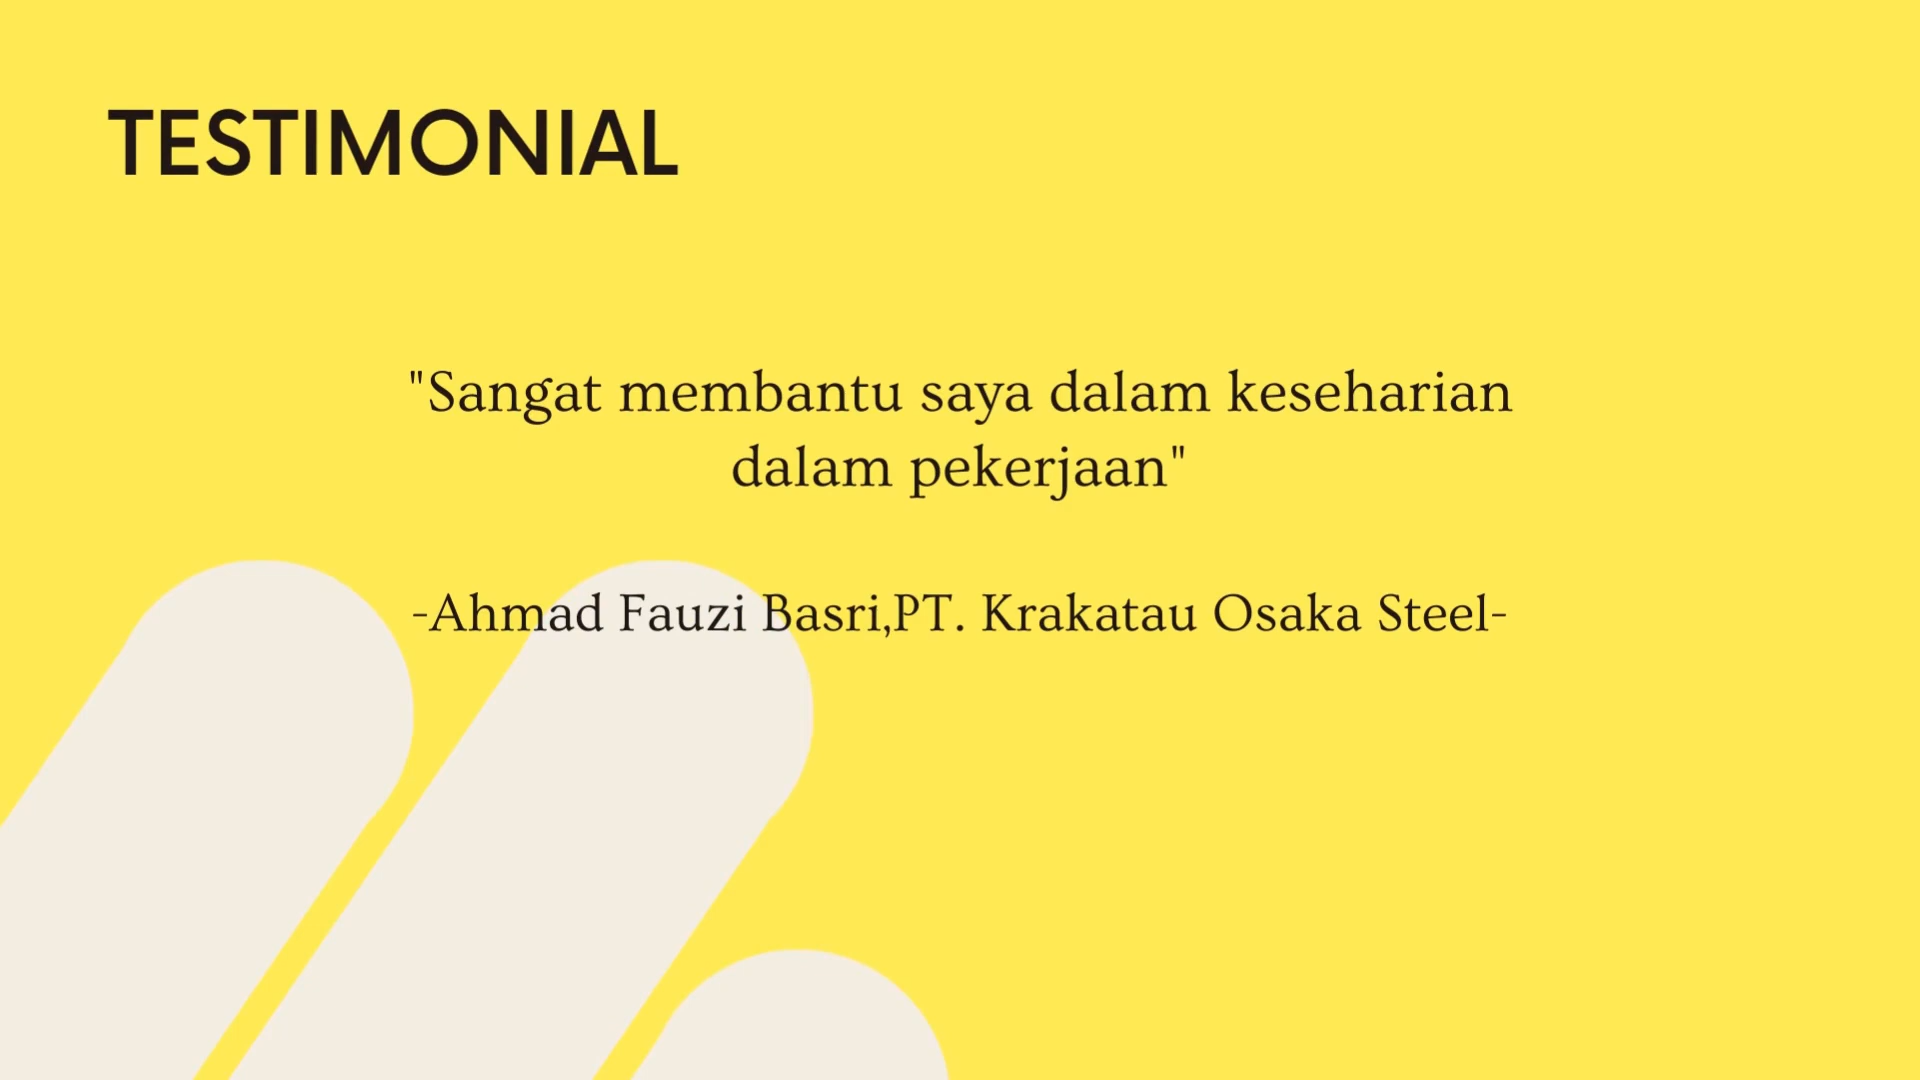 TESTIMONIAL
"Sangat membantu saya dalam keseharian
dalam pekerjaan"
-Ahmad Fauzi Basri,PT. Krakatau Osaka Steel-